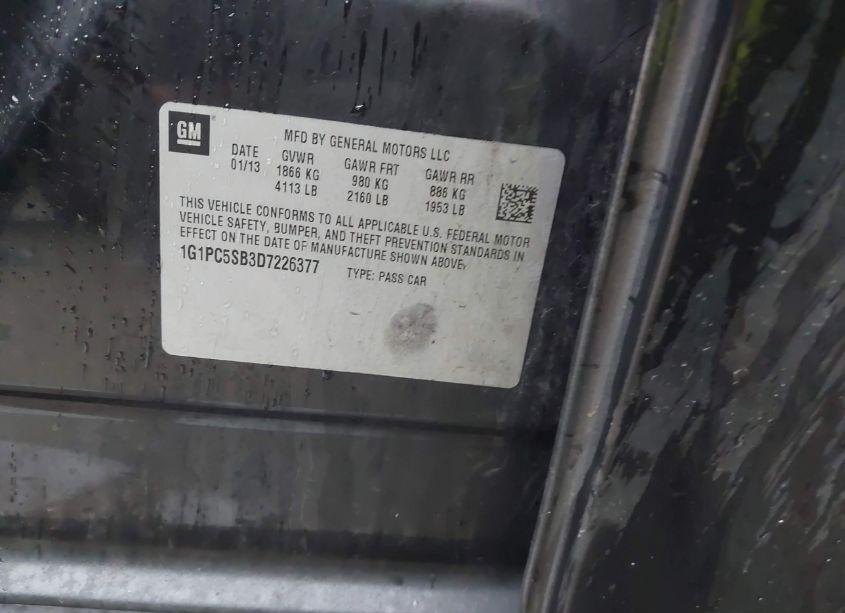 GM
MFD BY GENERAL MOTORS LLC
DATE GVWR GAWR FRT GAWR RR
01/13 1866 KG 980 KG 886 KG
4113 LB 2160 LB 1953 LB
THIS VEHICLE CONFORMS TO ALL APPLICABLE U.S. FEDERAL MOTOR
VEHICLE SAFETY, BUMPER, AND THEFT PREVENTION STANDARDS IN
EFFECT ON THE DATE OF MANUFACTURE SHOWN ABOVE,
1G1PC5SB3D7226377 TYPE: PASS CAR